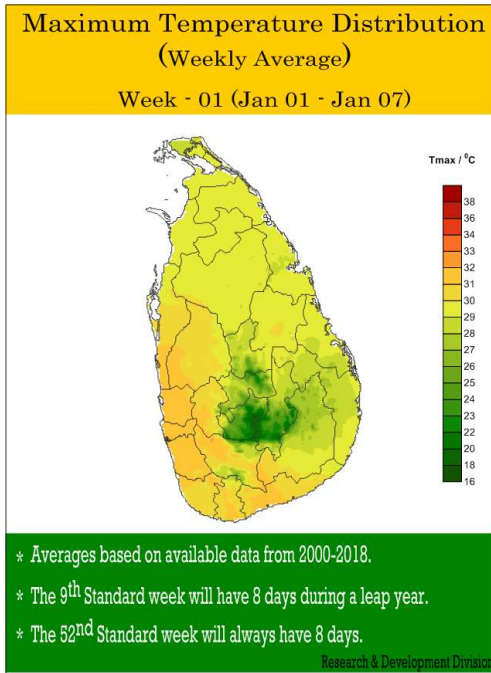 Maximum Temperature Distribution
(Weekly Average)
Week - 01 (Jan 01 - Jan 07)
Tmax / ⁰C
38
36
34
33
32
31
30
29
28
27
26
25
24
23
22
20
18
16
* Averages based on available data from 2000-2018.
* The 9th Standard week will have 8 days during a leap year.
* The 52nd Standard week will always have 8 days.
Research & Development Division